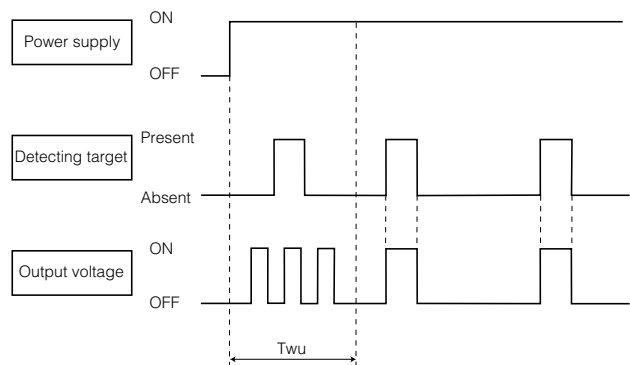 Power supply
ON
OFF
Detecting target
Present
Absent
Output voltage
ON
OFF
Twu